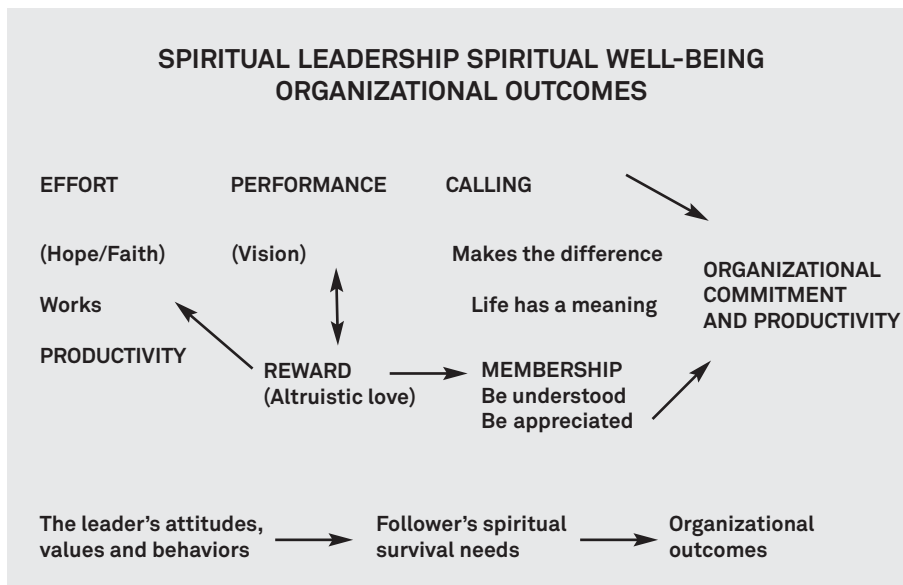 SPIRITUAL LEADERSHIP SPIRITUAL WELL-BEING
ORGANIZATIONAL OUTCOMES
EFFORT
PERFORMANCE
CALLING
(Hope/Faith)
(Vision)
Makes the difference
ORGANIZATIONAL
COMMITMENT
AND PRODUCTIVITY
Works
Life has a meaning
PRODUCTIVITY
REWARD
(Altruistic love)
MEMBERSHIP
Be understood
Be appreciated
The leader's attitudes,
values and behaviors
Follower's spiritual
survival needs
Organizational
outcomes